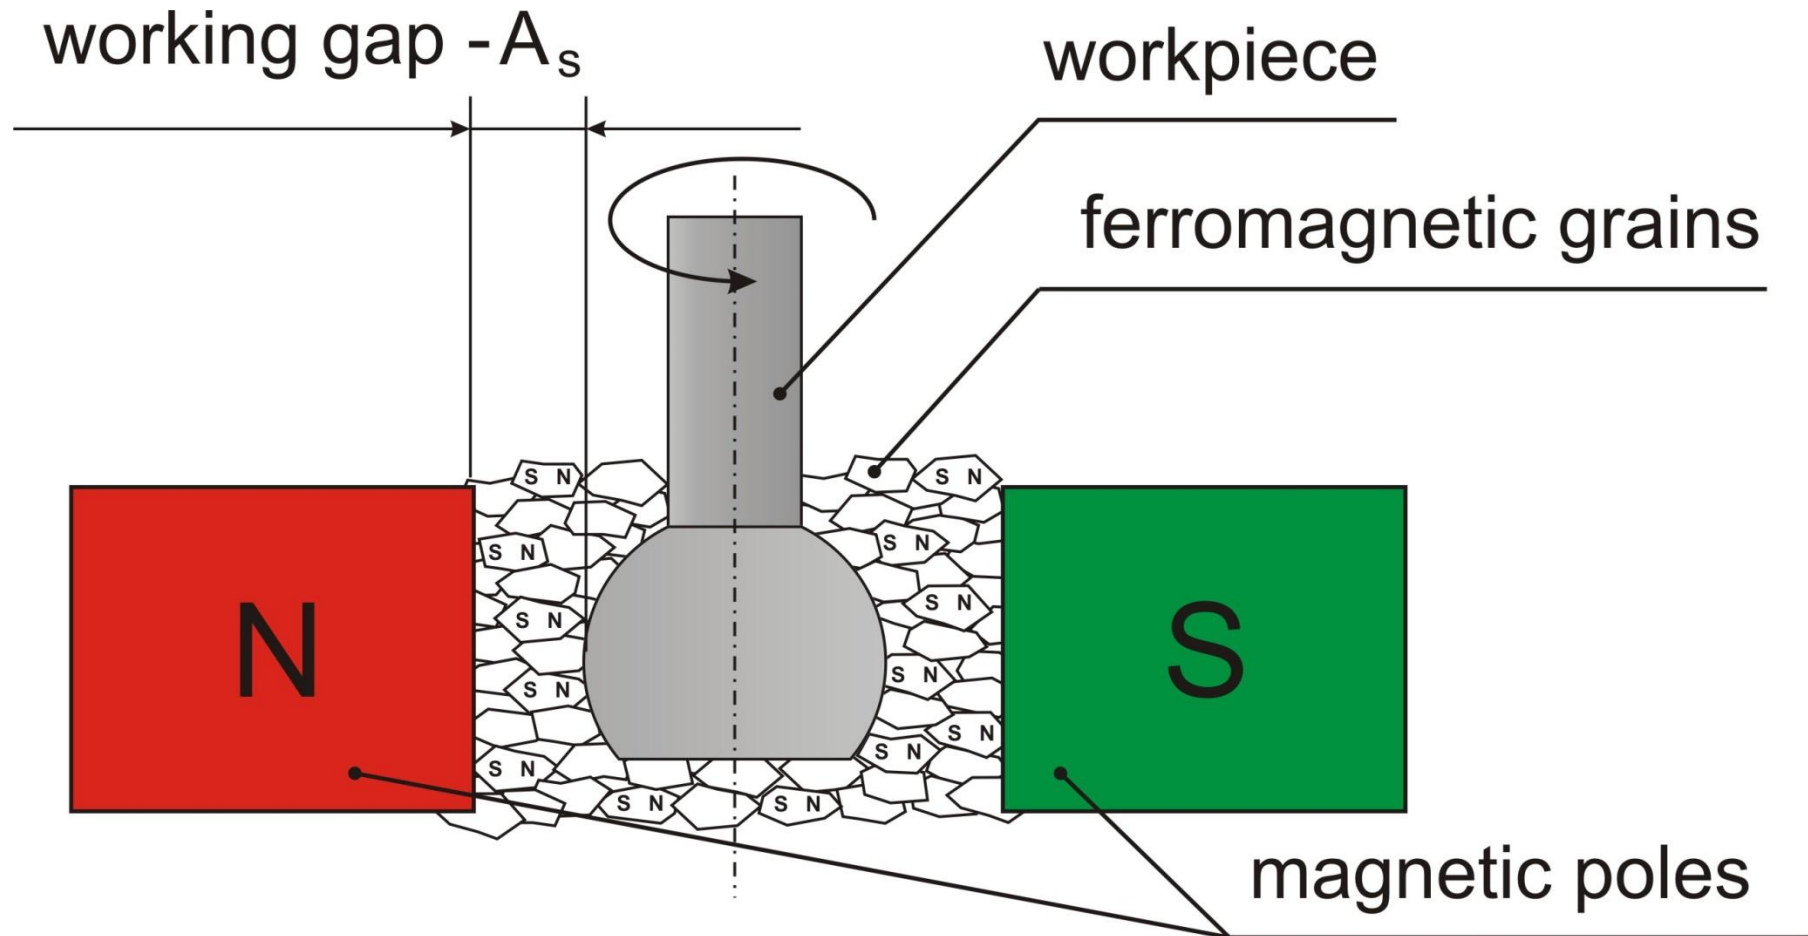 working gap - As
workpiece
ferromagnetic grains
S N
S N
S N
S N
S N
S N
S N
S N
N
S
S N
S N
S N
S N
S N
S N
magnetic poles